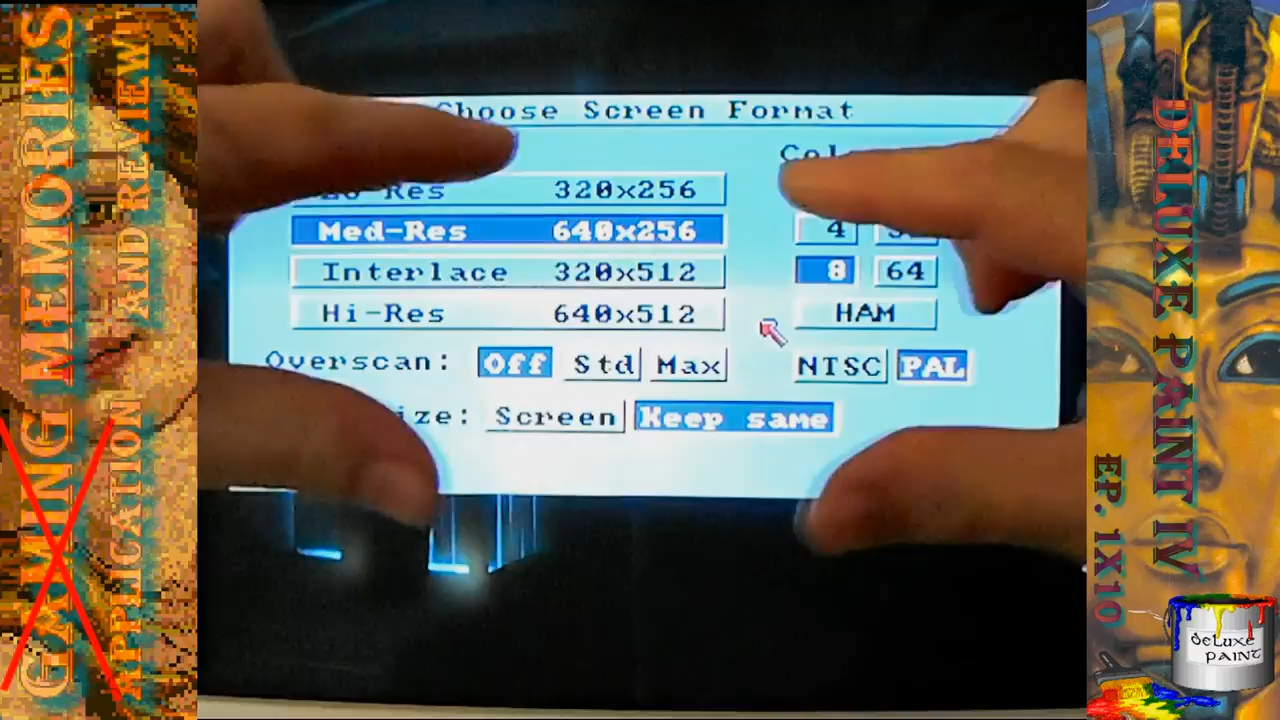 GAMING MEMORIES
APPLICATION AND REVIEW
Choose Screen Format
320x256
Med-Res 640x256 4
Interlace 320x512 8 64
Hi-Res 640x512 HAM
Overscan: Off Std Max NTSC PAL
ize: Screen Keep same
DELUXE PAINT IV
EP. 1X10
deLuxe
PAINT